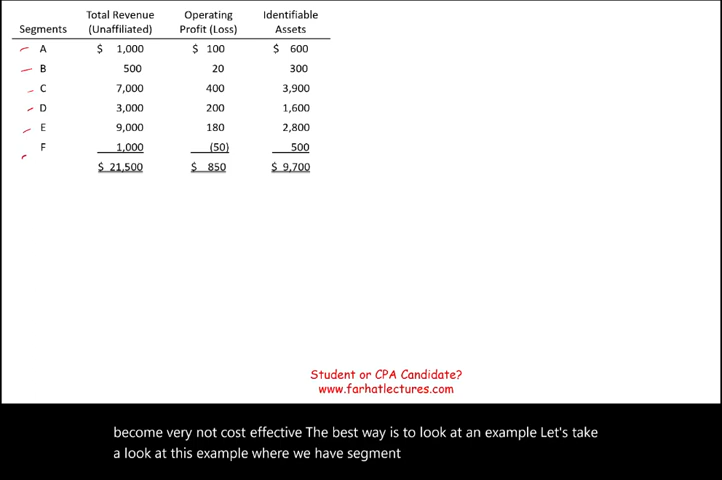 Total Revenue Operating Identifiable
Segments (Unaffiliated) Profit (Loss) Assets
A $ 1,000 $ 100 $ 600
B 500 20 300
C 7,000 400 3,900
D 3,000 200 1,600
E 9,000 180 2,800
F 1,000 (50) 500
$ 21,500 $ 850 $ 9,700
Student or CPA Candidate?
www.farhatlectures.com
become very not cost effective The best way is to look at an example Let's take
a look at this example where we have segment